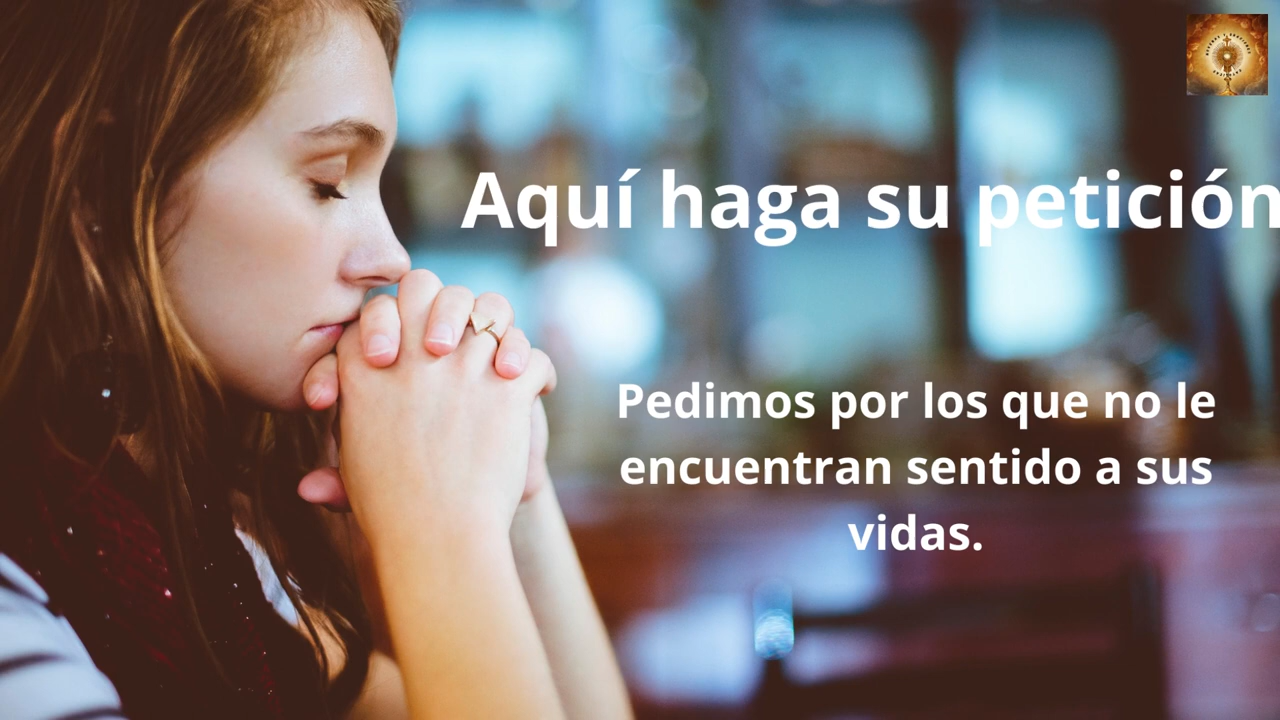 Aquí haga su petición
Pedimos por los que no le
encuentran sentido a sus
vidas.